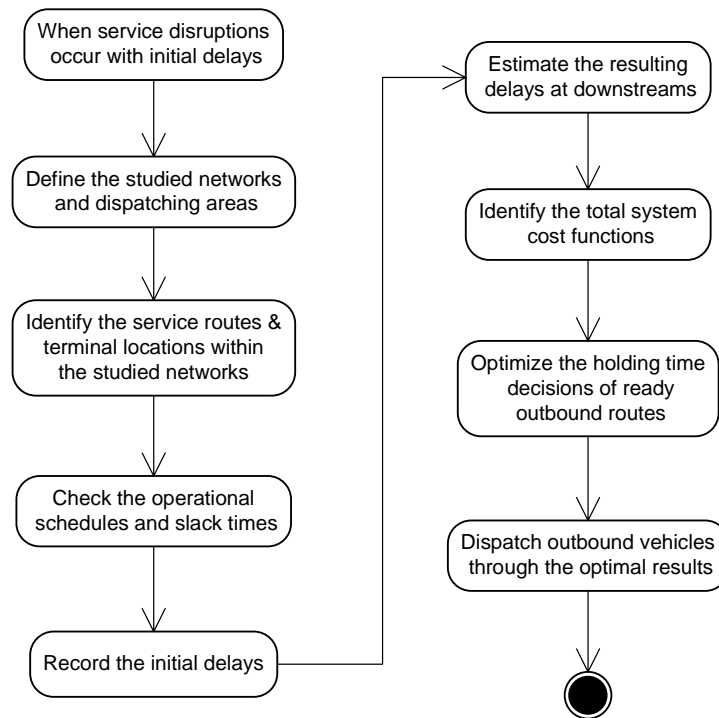 When service disruptions
occur with initial delays
Define the studied networks
and dispatching areas
Identify the service routes &
terminal locations within
the studied networks
Check the operational
schedules and slack times
Record the initial delays
Estimate the resulting
delays at downstreams
Identify the total system
cost functions
Optimize the holding time
decisions of ready
outbound routes
Dispatch outbound vehicles
through the optimal results